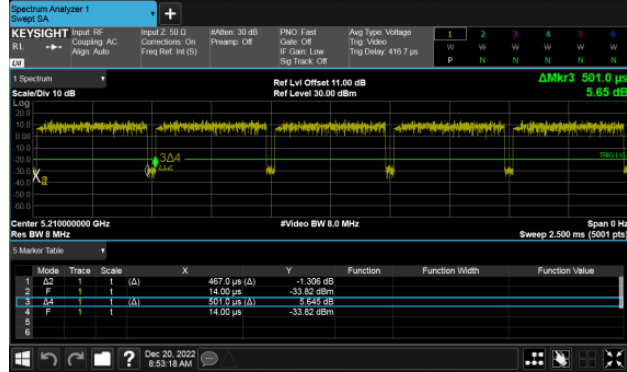 Spectrum Analyzer 1
Swept SA
+
KEYSIGHT Input: RF Input Z: 50 Ω #Atten: 30 dB PNO: Fast Avg Type: Voltage 1 2 3 4 5 6
RL Coupling: AC Corrections: On Preamp: Off Gate: Off Trig: Video W W W W W W
Align: Auto Freq Ref: Int (S) IF Gain: Low Trig Delay: 416.7 µs P N N N N N
LXI Sig Track: Off
1 Spectrum ΔMkr3 501.0 µs
Ref Lvl Offset 11.00 dB
Scale/Div 10 dB Ref Level 30.00 dBm 5.65 dB
Log
20.0
10.0
0.00
-10.0
-20.0 3Δ4 TRIG LVL
-30.0
-40.0 2
-50.0
-60.0
Center 5.210000000 GHz #Video BW 8.0 MHz Span 0 Hz
Res BW 8 MHz Sweep 2.500 ms (5001 pts)
5 Marker Table
Mode Trace Scale X Y Function Function Width Function Value
1 Δ2 1 t (Δ) 467.0 µs (Δ) -1.306 dB
2 F 1 t 14.00 µs -33.82 dBm
3 Δ4 1 t (Δ) 501.0 µs (Δ) 5.645 dB
4 F 1 t 14.00 µs -33.82 dBm
5
6
? Dec 20, 2022
8:53:18 AM